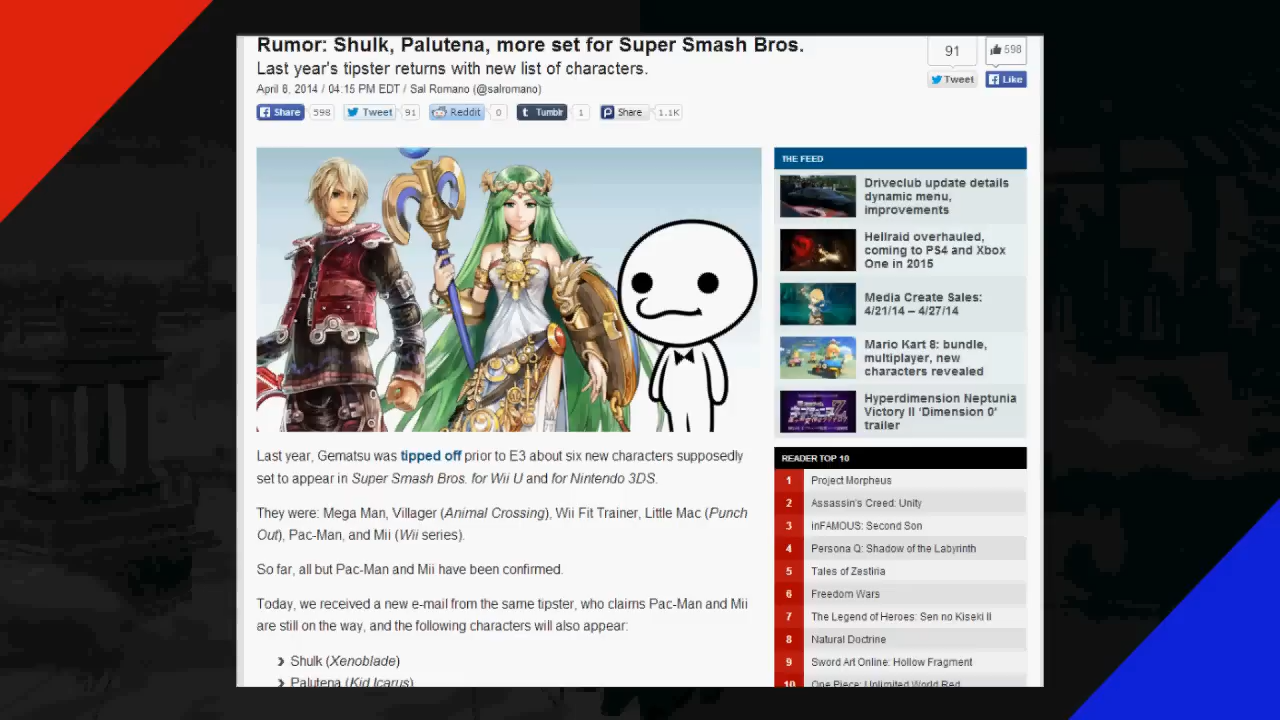 Rumor: Shulk, Palutena, more set for Super Smash Bros.
Last year's tipster returns with new list of characters.
April 8, 2014 / 04:15 PM EDT / Sal Romano (@salromano)
91
598
Tweet
Like
Share 598 Tweet 91 Reddit 0 Tumblr 1 Share 1.1K
Last year, Gematsu was tipped off prior to E3 about six new characters supposedly
set to appear in Super Smash Bros. for Wii U and for Nintendo 3DS.
They were: Mega Man, Villager (Animal Crossing), Wii Fit Trainer, Little Mac (Punch
Out), Pac-Man, and Mii (Wii series).
So far, all but Pac-Man and Mii have been confirmed.
Today, we received a new e-mail from the same tipster, who claims Pac-Man and Mii
are still on the way, and the following characters will also appear:
Shulk (Xenoblade)
Palutena (Kid Icarus)
THE FEED
Driveclub update details
dynamic menu,
improvements
Hellraid overhauled,
coming to PS4 and Xbox
One in 2015
Media Create Sales:
4/21/14 – 4/27/14
Mario Kart 8: bundle,
multiplayer, new
characters revealed
Hyperdimension Neptunia
Victory II 'Dimension 0'
trailer
READER TOP 10
1 Project Morpheus
2 Assassin's Creed: Unity
3 inFAMOUS: Second Son
4 Persona Q: Shadow of the Labyrinth
5 Tales of Zestiria
6 Freedom Wars
7 The Legend of Heroes: Sen no Kiseki II
8 Natural Doctrine
9 Sword Art Online: Hollow Fragment
10 One Piece: Unlimited World Red